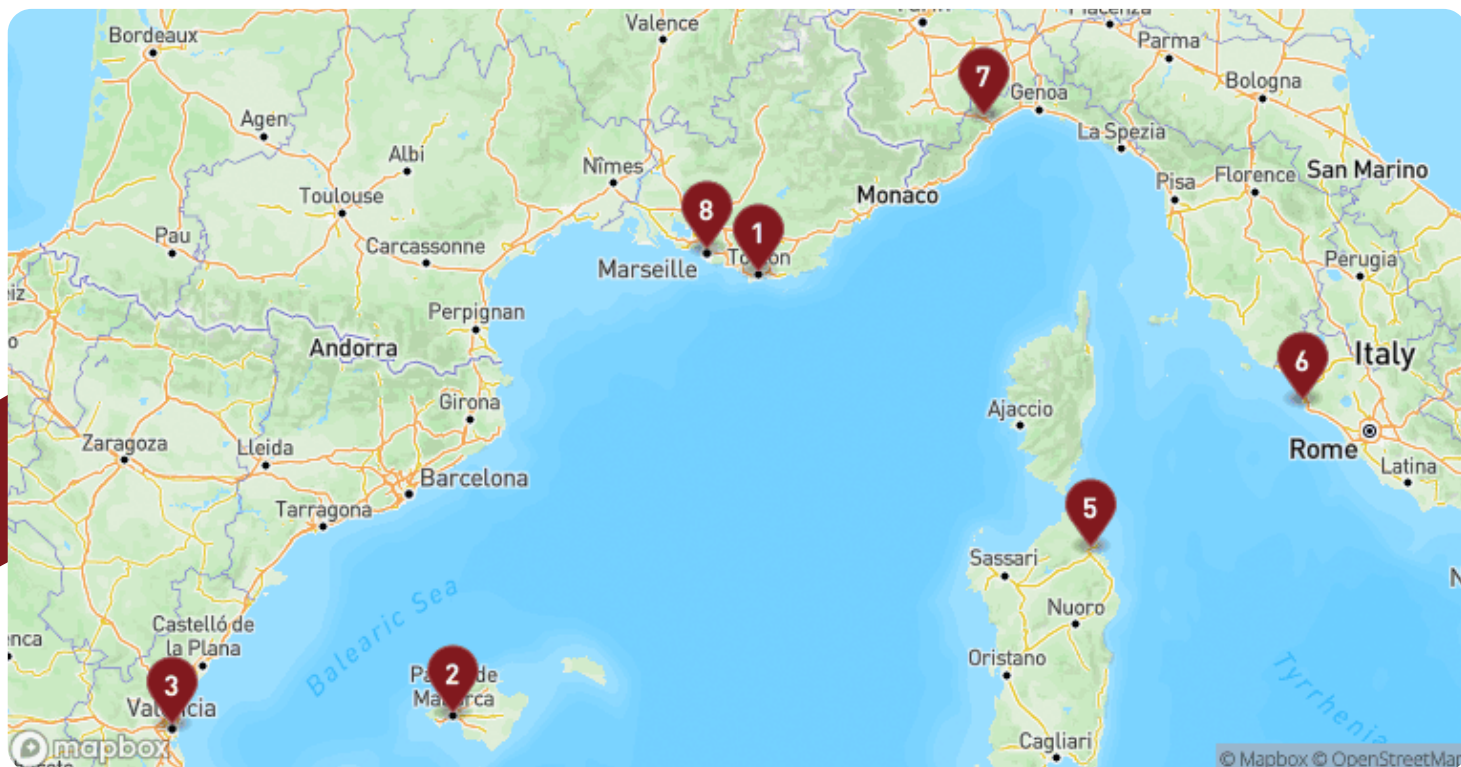 Bordeaux
Valence
Parma
Bologna
7
Genoa
La Spezia
Agen
Albi
Nîmes
Toulouse
Monaco
Pisa
Florence
San Marino
8
1
Pau
Carcassonne
Marseille
Perugia
Perpignan
Andorra
6
Italy
Girona
Ajaccio
Zaragoza
Lleida
Barcelona
Rome
Latina
Tarragona
5
Sassari
Balearic Sea
Nuoro
Castelló de
la Plana
Oristano
2
3
Tyrrhenia
Cagliari
mapbox
© Mapbox © OpenStreetMap